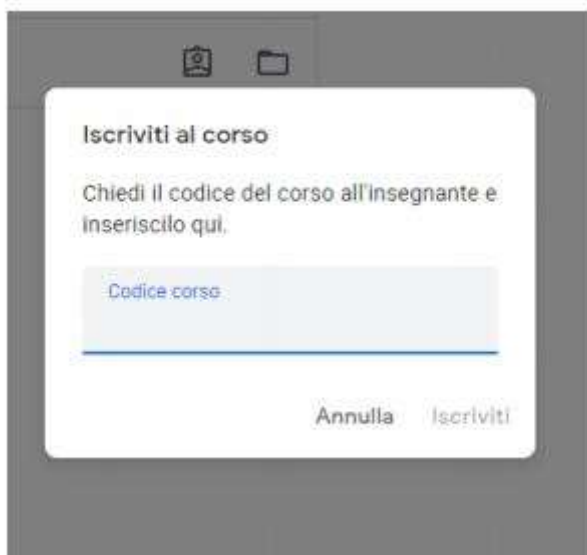 Iscriviti al corso
Chiedi il codice del corso all'insegnante e
inseriscilo qui.
Codice corso
Annulla Iscriviti